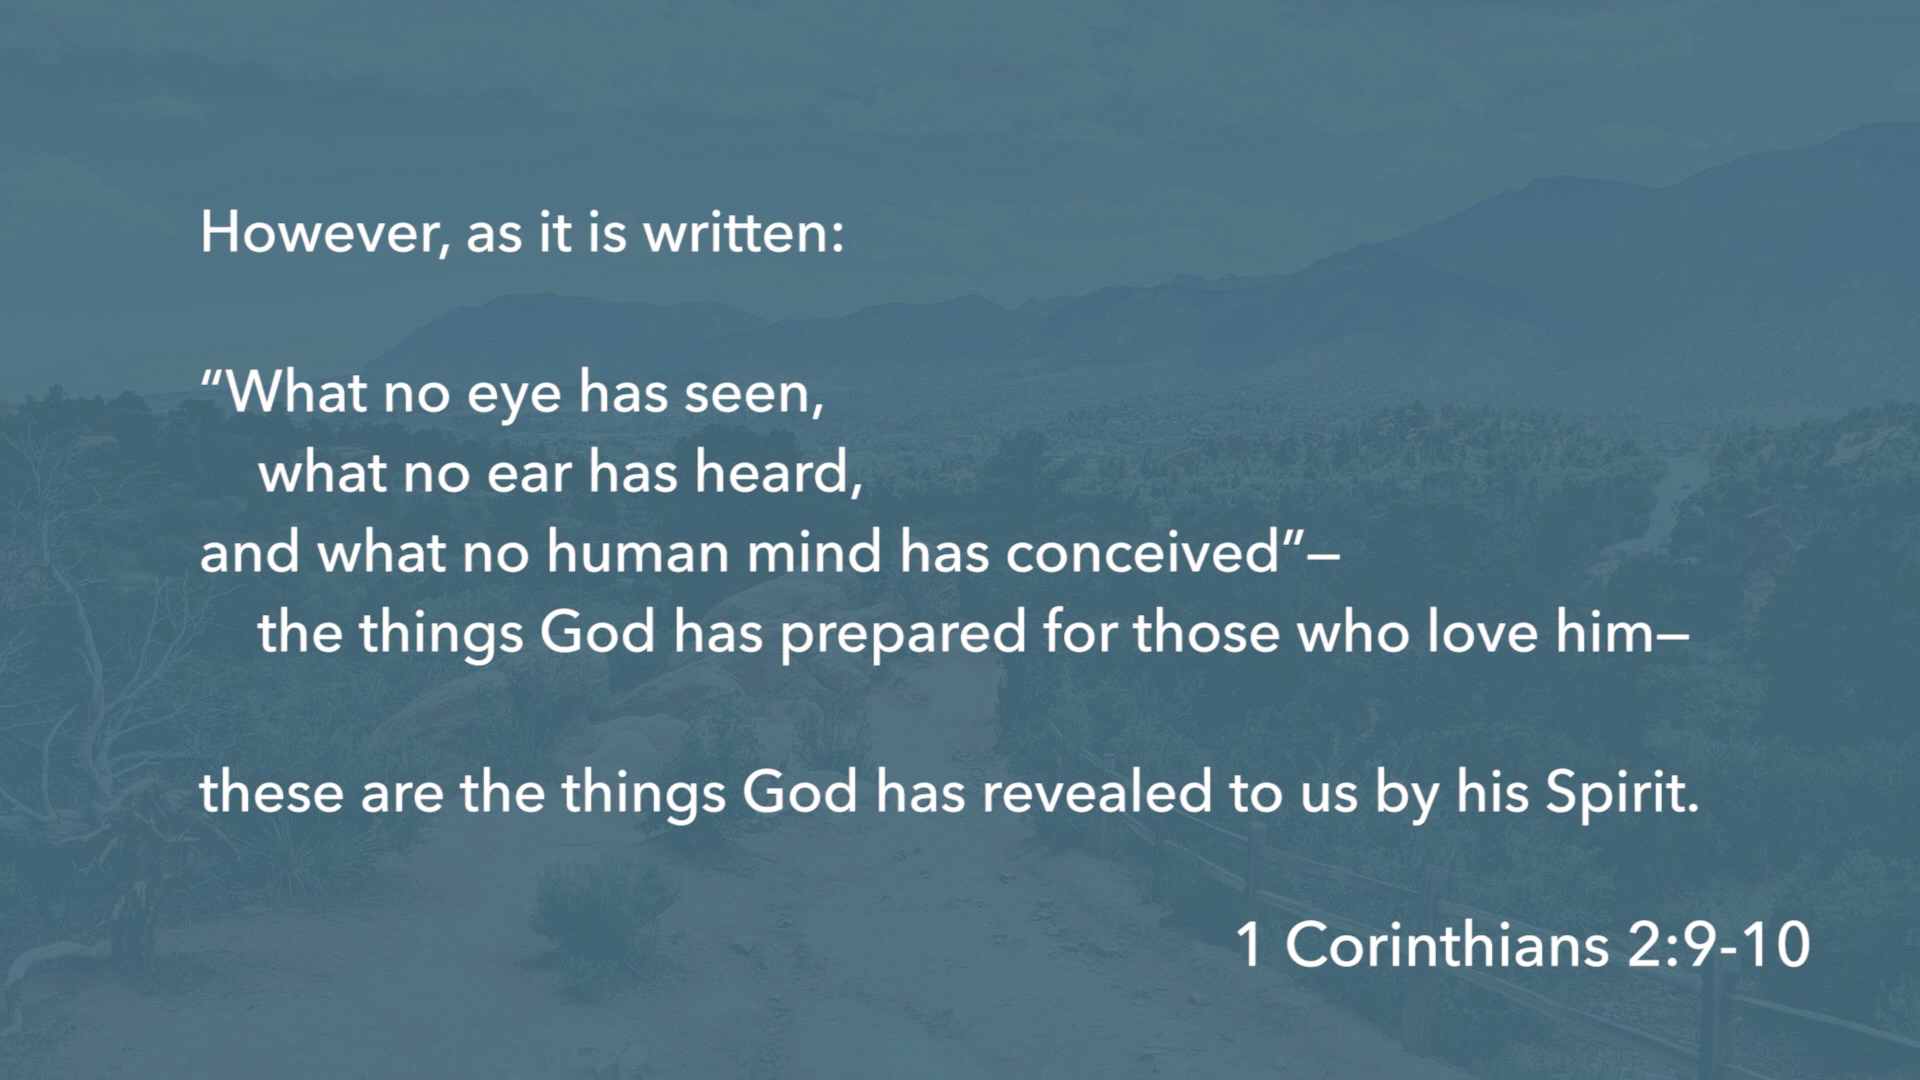 However, as it is written:
“What no eye has seen,
what no ear has heard,
and what no human mind has conceived”—
the things God has prepared for those who love him—
these are the things God has revealed to us by his Spirit.
1 Corinthians 2:9-10